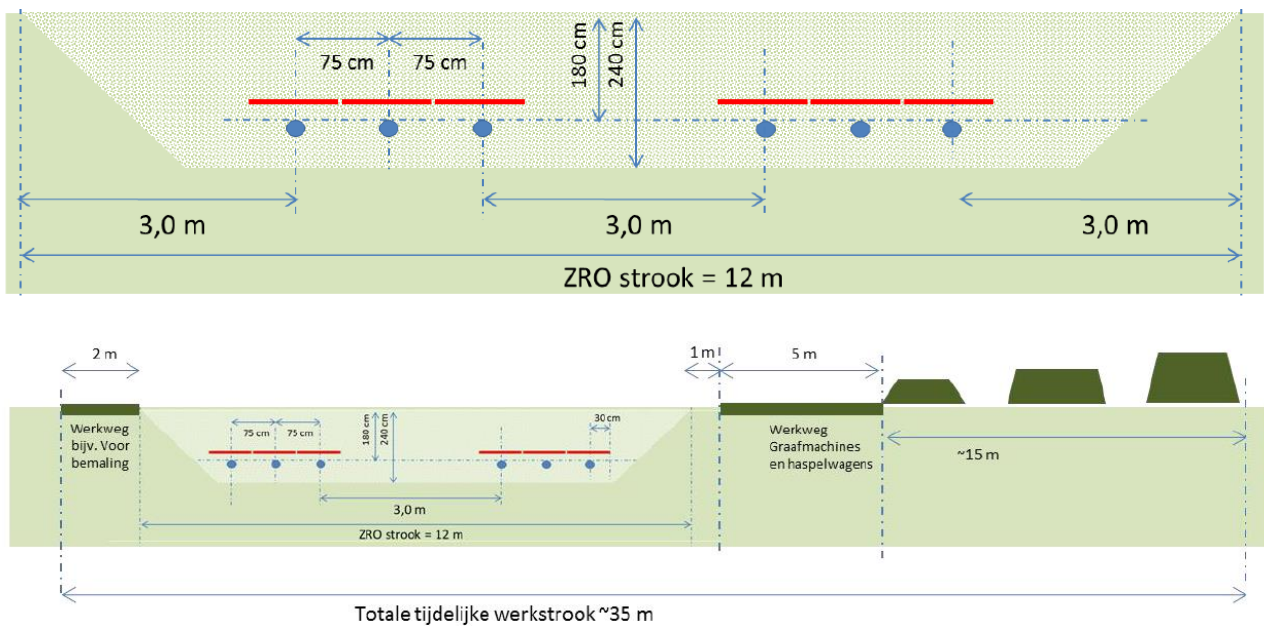 75 cm
75 cm
180 cm
240 cm
3,0 m
3,0 m
3,0 m
ZRO strook = 12 m
2 m
1 m
5 m
Werkweg
bijv. Voor
bemaling
75 cm
75 cm
180 cm
240 cm
30 cm
Werkweg
Graafmachines
en haspelwagens
~15 m
3,0 m
ZRO strook = 12 m
Totale tijdelijke werkstrook ~35 m